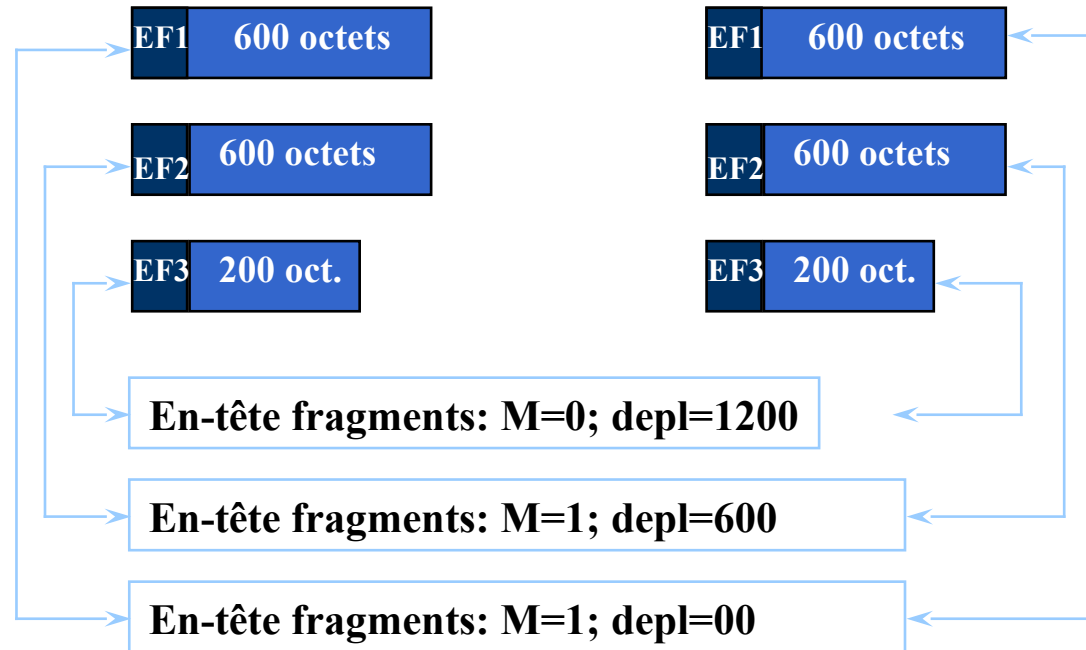 EF1 600 octets
EF1 600 octets
EF2 600 octets
EF2 600 octets
EF3 200 oct.
EF3 200 oct.
En-tête fragments: M=0; depl=1200
En-tête fragments: M=1; depl=600
En-tête fragments: M=1; depl=00